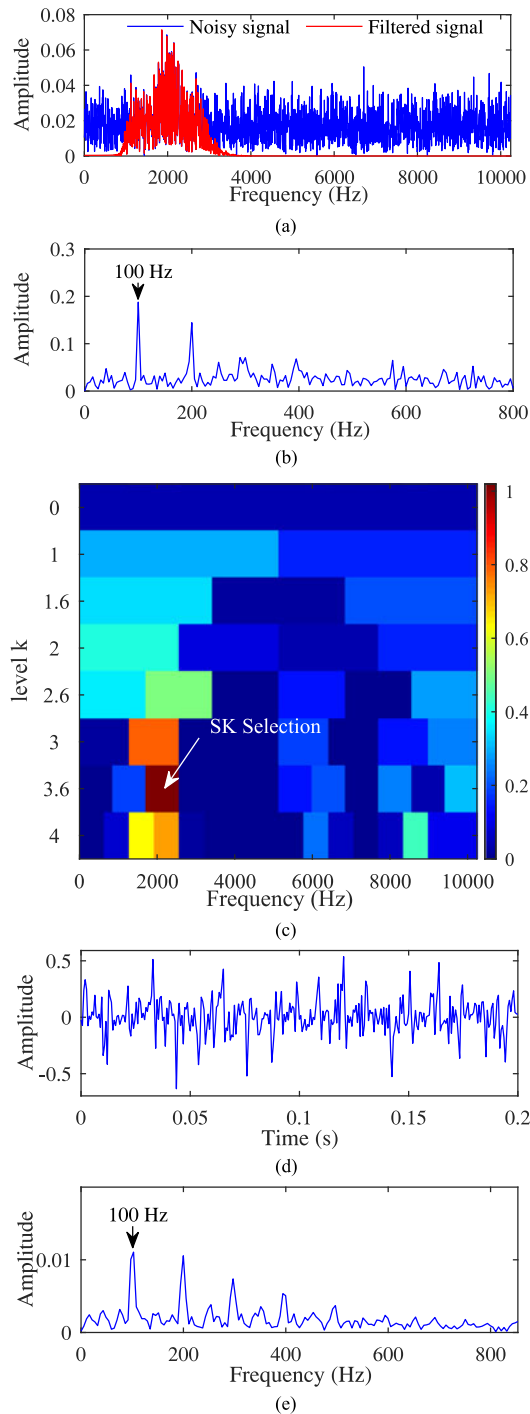 0.08
Noisy signal
Filtered signal
0.06
0.04
0.02
0
Amplitude
0 2000 4000 6000 8000 10000
Frequency (Hz)
(a)
0.3
0.2
0.1
0
Amplitude
100 Hz
0 200 400 600 800
Frequency (Hz)
(b)
0
1
1.6
2
2.6
3
3.6
4
level k
SK Selection
1
0.8
0.6
0.4
0.2
0
0 2000 4000 6000 8000 10000
Frequency (Hz)
(c)
0.5
0
-0.5
Amplitude
0 0.05 0.1 0.15 0.2
Time (s)
(d)
100 Hz
0.01
0
Amplitude
0 200 400 600 800
Frequency (Hz)
(e)